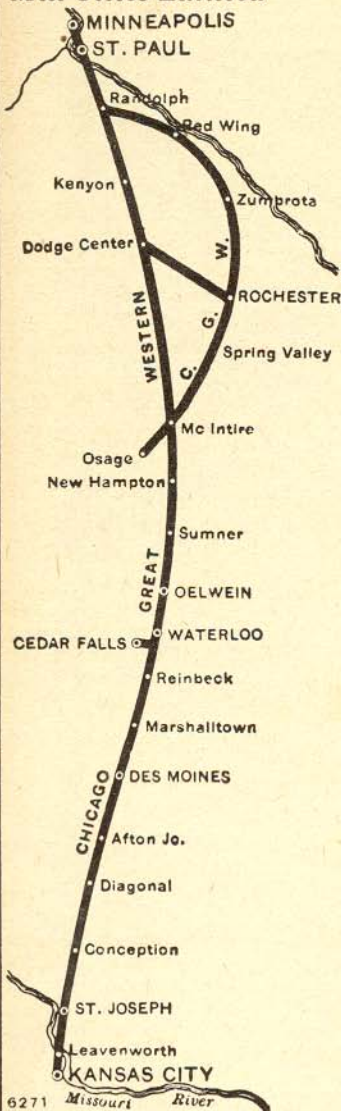 MINNEAPOLIS
ST. PAUL
Randolph
Red Wing
Kenyon
Zumbrota
Dodge Center
W.
ROCHESTER
G.
WESTERN
Spring Valley
C.
Mc Intire
Osage
New Hampton
Sumner
GREAT
OELWEIN
WATERLOO
CEDAR FALLS
Reinbeck
Marshalltown
CHICAGO
DES MOINES
Afton Jo.
Diagonal
Conception
ST. JOSEPH
Leavenworth
KANSAS CITY
6271 Missouri River